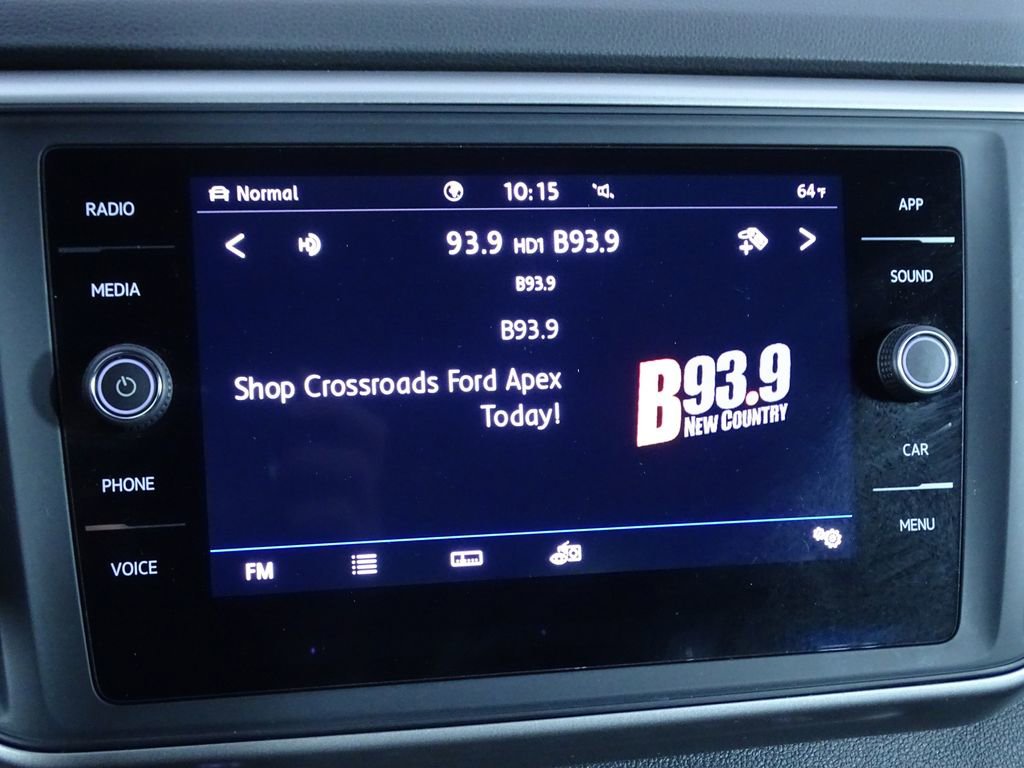 RADIO
MEDIA
PHONE
VOICE
Normal
10:15
64°F
93.9 HD1 B93.9
B93.9
B93.9
Shop Crossroads Ford Apex
Today!
B93.9
NEW COUNTRY
FM
APP
SOUND
CAR
MENU